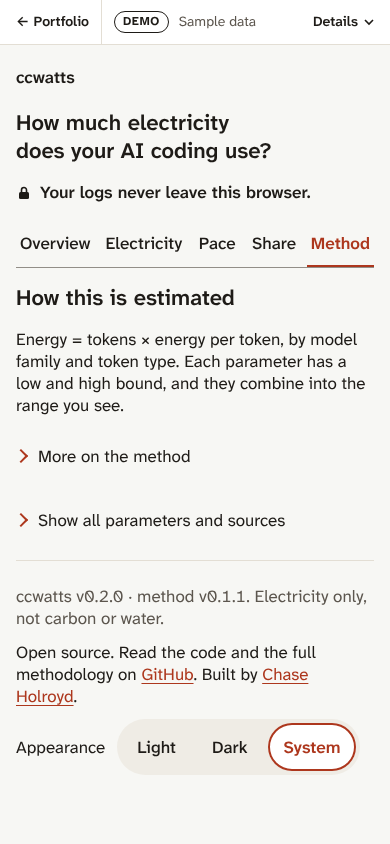 ← Portfolio
DEMO Sample data
Details
ccwatts
How much electricity
does your AI coding use?
Your logs never leave this browser.
Overview Electricity Pace Share Method
How this is estimated
Energy = tokens × energy per token, by model
family and token type. Each parameter has a
low and high bound, and they combine into the
range you see.
More on the method
Show all parameters and sources
ccwatts v0.2.0 · method v0.1.1. Electricity only,
not carbon or water.
Open source. Read the code and the full
methodology on GitHub. Built by Chase
Holroyd.
Appearance Light Dark System